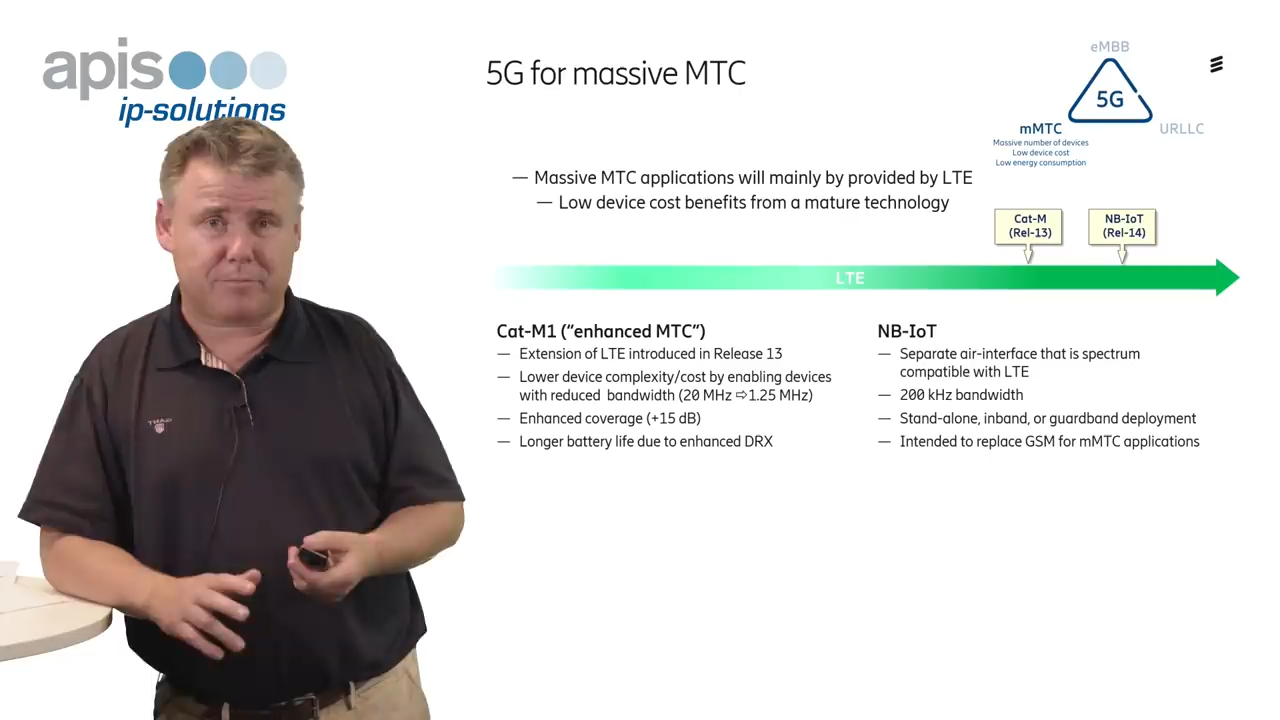 apis
ip-solutions
5G for massive MTC
eMBB
5G
mMTC
URLLC
Massive number of devices
Low device cost
Low energy consumption
— Massive MTC applications will mainly by provided by LTE
— Low device cost benefits from a mature technology
Cat-M
(Rel-13)
NB-IoT
(Rel-14)
LTE
Cat-M1 (“enhanced MTC”)
— Extension of LTE introduced in Release 13
— Lower device complexity/cost by enabling devices
with reduced bandwidth (20 MHz ⇨1.25 MHz)
— Enhanced coverage (+15 dB)
— Longer battery life due to enhanced DRX
NB-IoT
— Separate air-interface that is spectrum
compatible with LTE
— 200 kHz bandwidth
— Stand-alone, inband, or guardband deployment
— Intended to replace GSM for mMTC applications